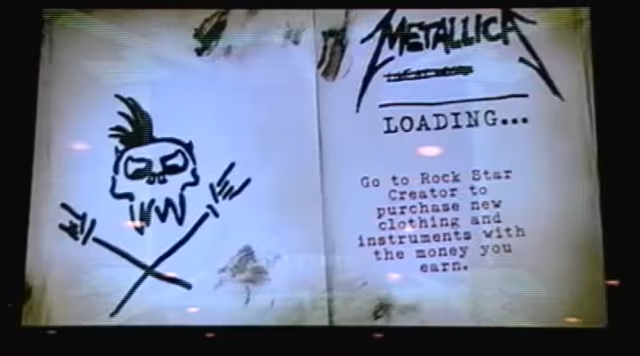 METALLICA
LOADING...
Go to Rock Star
Creator to
purchase new
clothing and
instruments with
the money you
earn.